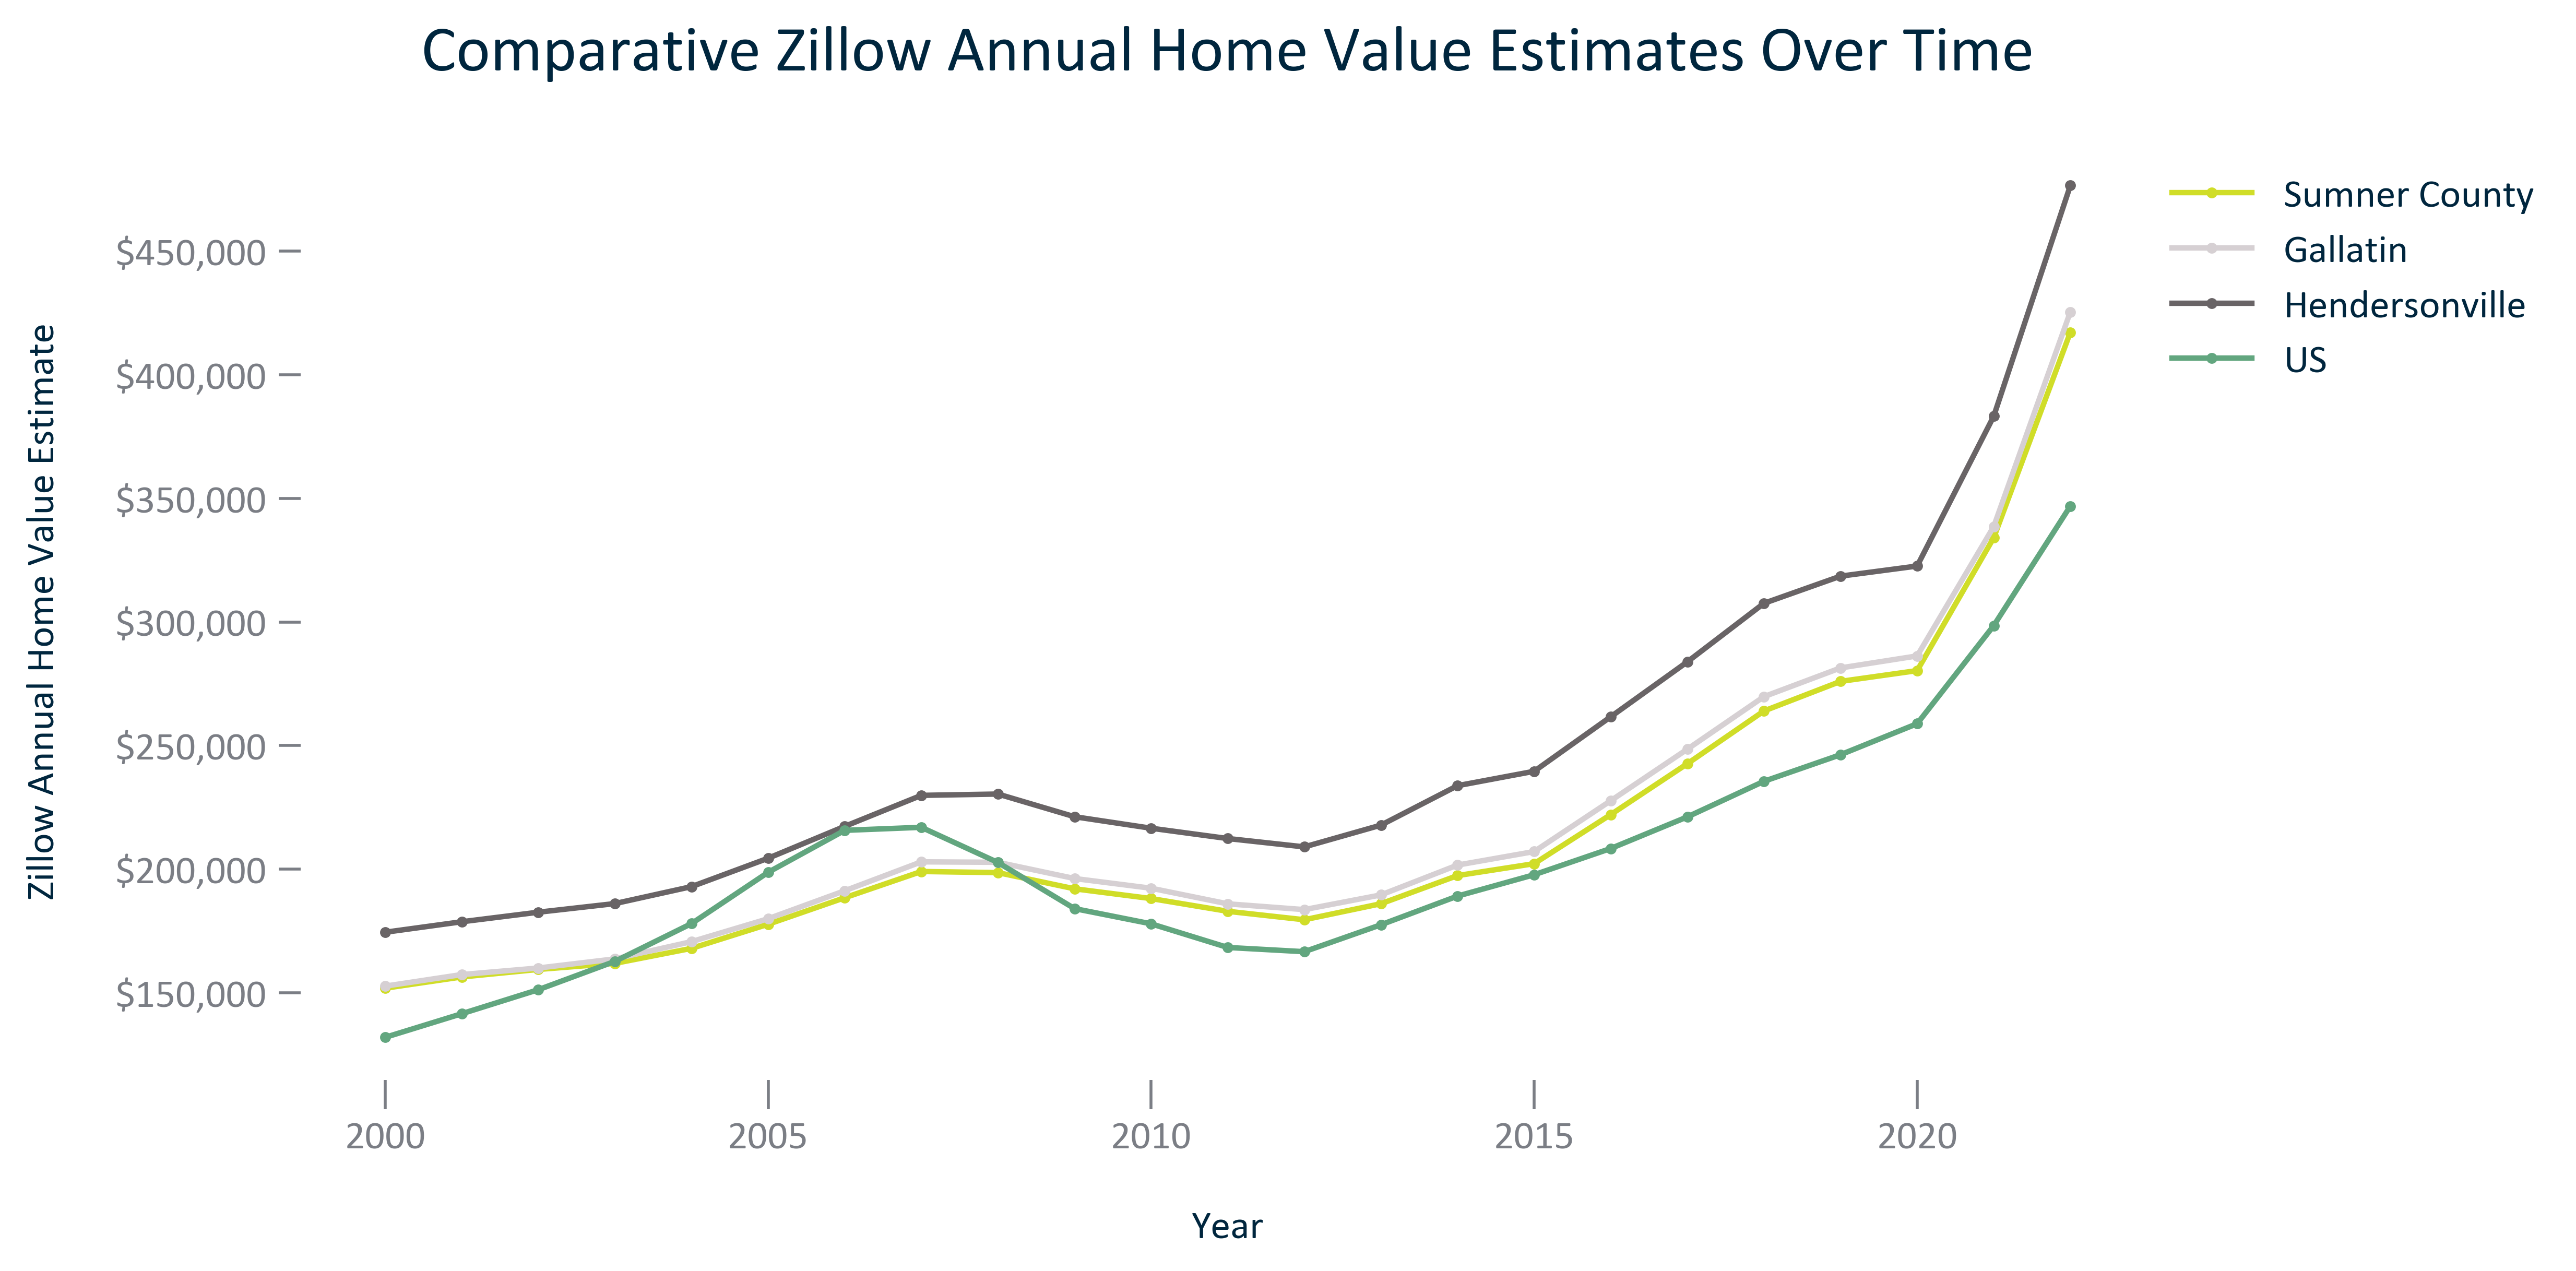 Comparative Zillow Annual Home Value Estimates Over Time
Sumner County
Gallatin
Hendersonville
US
Zillow Annual Home Value Estimate
$450,000
$400,000
$350,000
$300,000
$250,000
$200,000
$150,000
2000
2005
2010
2015
2020
Year